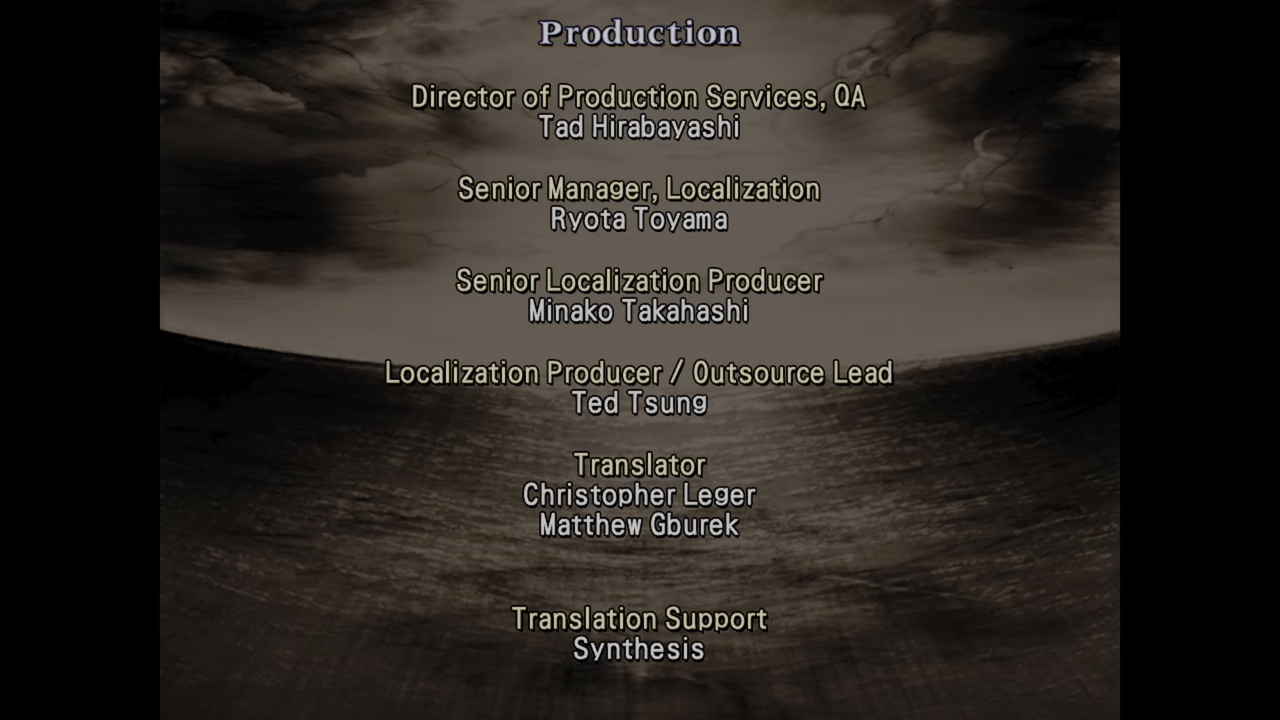 Production
Director of Production Services, QA
Tad Hirabayashi
Senior Manager, Localization
Ryota Toyama
Senior Localization Producer
Minako Takahashi
Localization Producer / Outsource Lead
Ted Tsung
Translator
Christopher Leger
Matthew Gburek
Translation Support
Synthesis